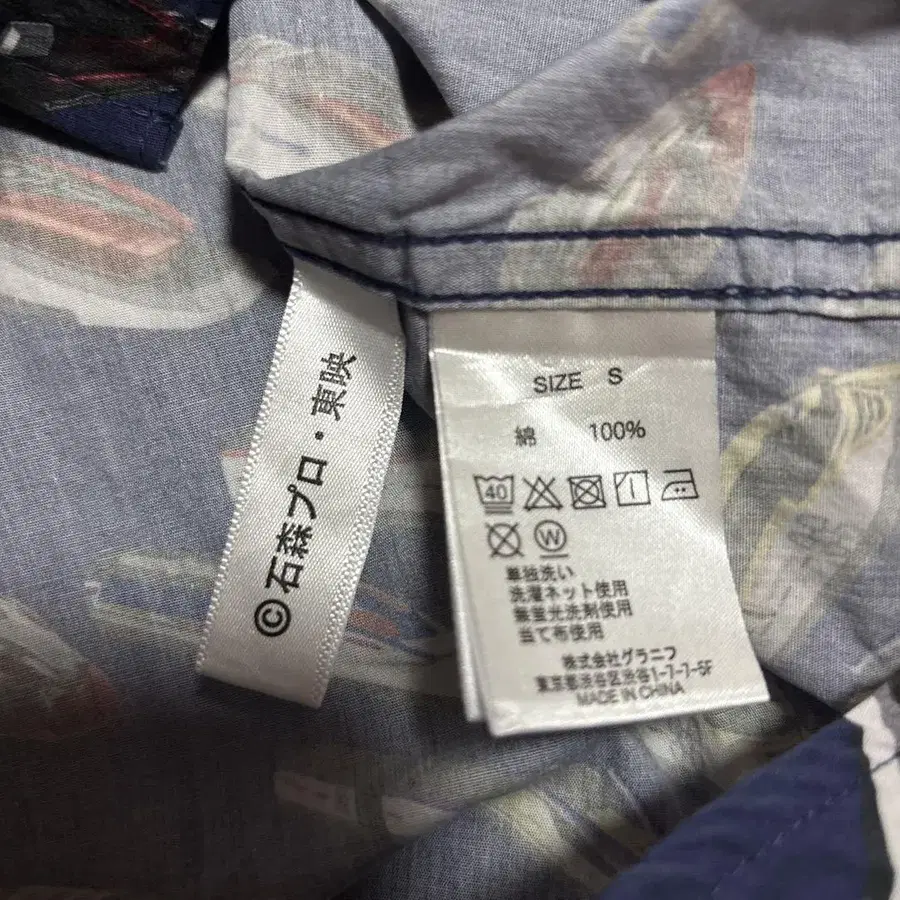 ©石森プロ・東映
SIZE S
綿 100%
40
W
単独洗い
洗濯ネット使用
無蛍光洗剤使用
当て布使用
株式会社グラニフ
東京都渋谷区渋谷1-7-7-5F
MADE IN CHINA